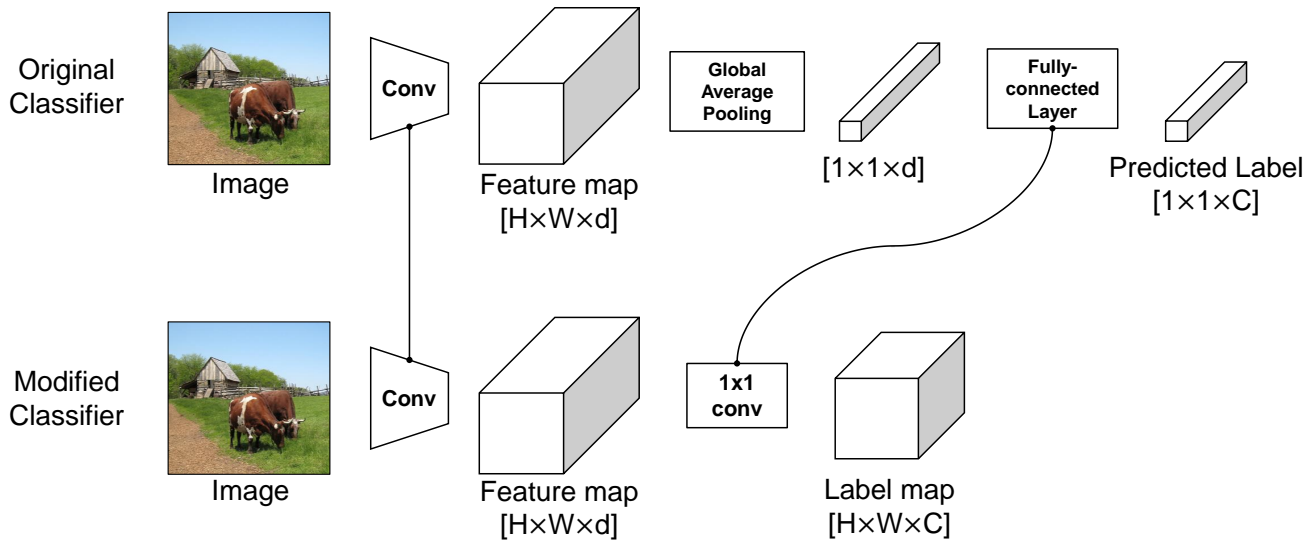 Original
Classifier
Image
Conv
Feature map
[H×W×d]
Global
Average
Pooling
[1×1×d]
Fully-
connected
Layer
Predicted Label
[1×1×C]
Modified
Classifier
Image
Conv
Feature map
[H×W×d]
1x1
conv
Label map
[H×W×C]